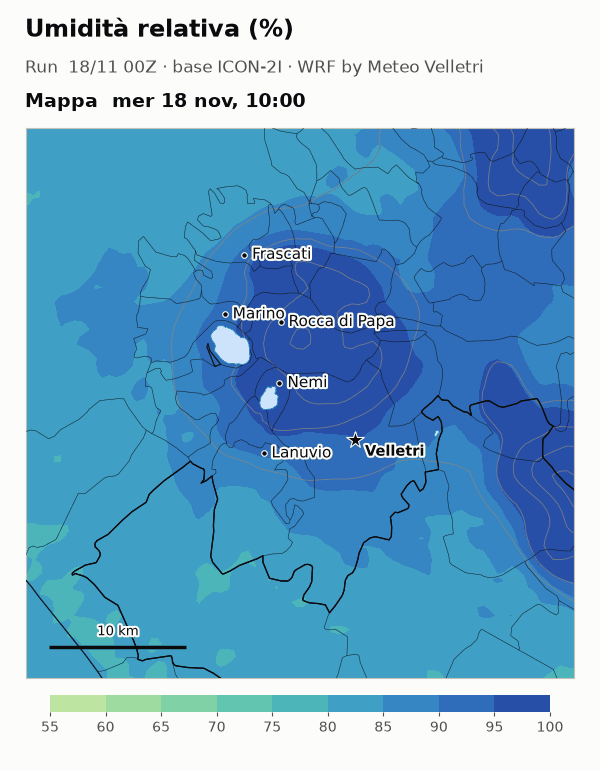 Umidità relativa (%)
Run 18/11 00Z · base ICON-2I · WRF by Meteo Velletri
Mappa mer 18 nov, 10:00
Frascati
Marino
Rocca di Papa
Nemi
Velletri
Lanuvio
10 km
55 60 65 70 75 80 85 90 95 100